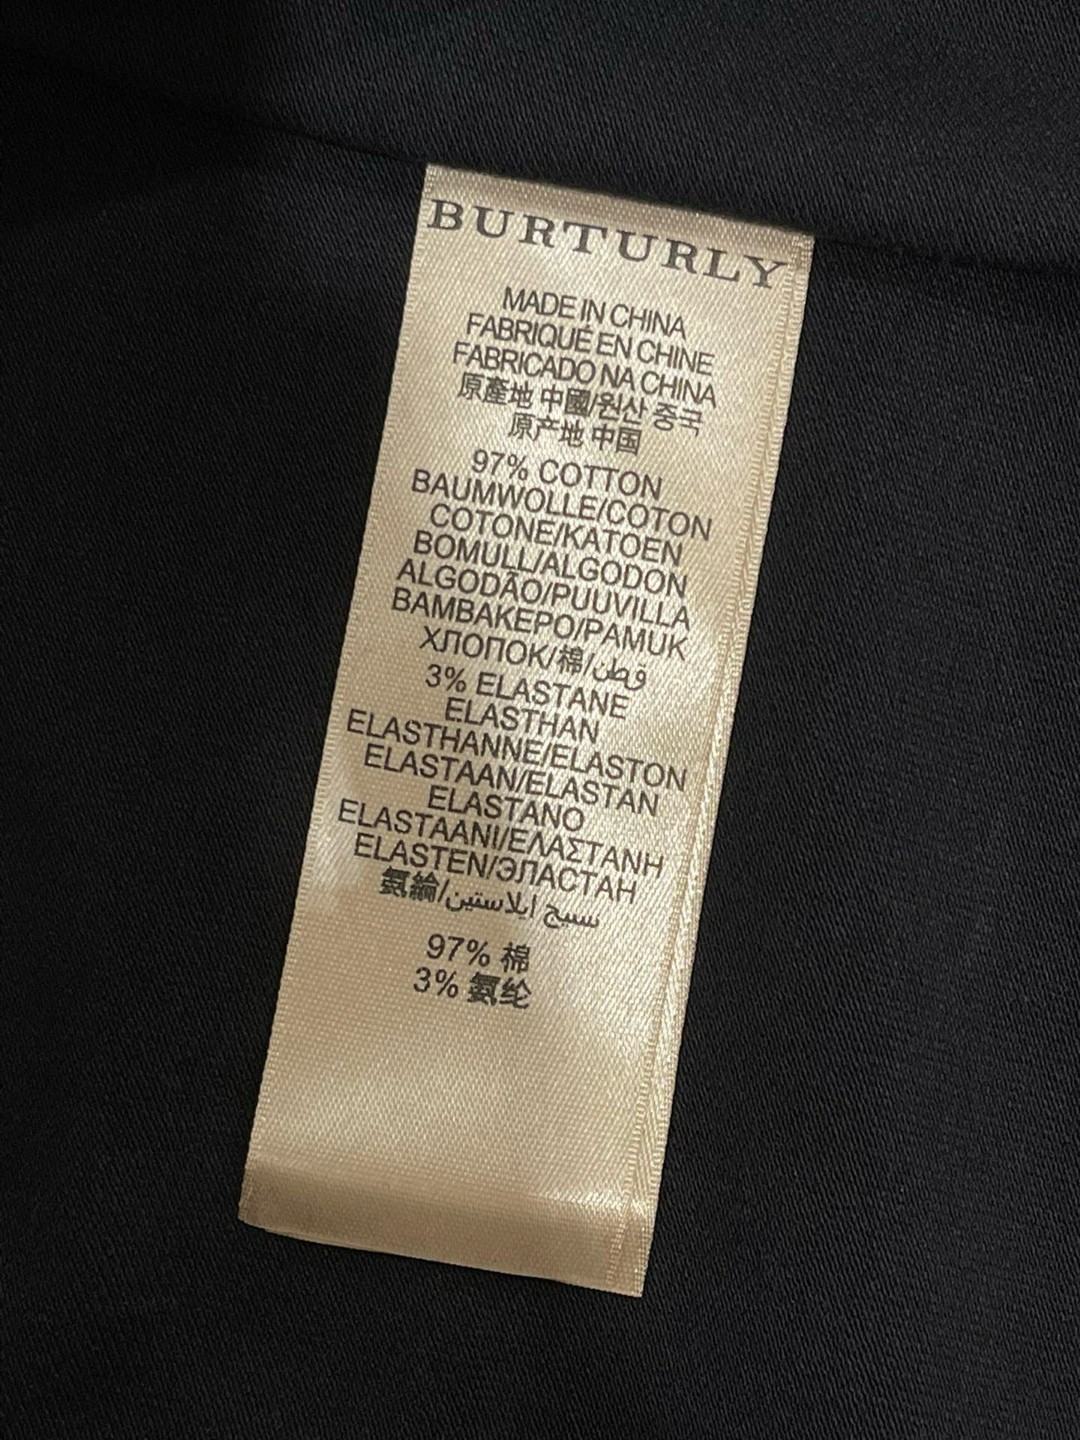 BURTURLY
MADE IN CHINA
FABRIQUÉ EN CHINE
FABRICADO NA CHINA
原產地 中國/원산 중국
原产地 中国
97% COTTON
BAUMWOLLE/COTON
COTONE/KATOEN
BOMULL/ALGODON
ALGODÃO/PUUVILLA
BAMBAKEPO/PAMUK
ХЛОПОК/棉/قطن
3% ELASTANE
ELASTHAN
ELASTHANNE/ELASTON
ELASTAAN/ELASTAN
ELASTANO
ELASTAANI/ΕΛΑΣΤΑΝΗ
ELASTEN/ЭЛАСТАН
氨綸/نسيج إيلاستين
97% 棉
3% 氨纶